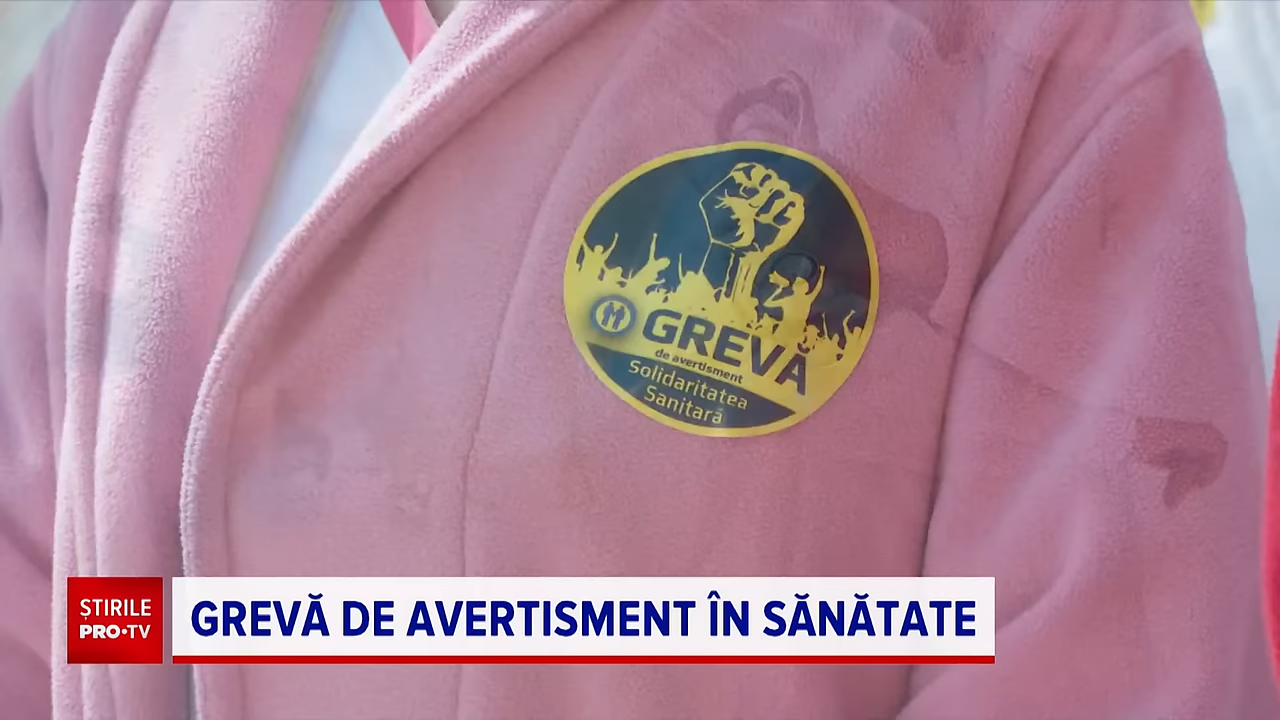 GREVĂ
de avertisment
Solidaritatea
Sanitară
ȘTIRILE
PRO•TV
GREVĂ DE AVERTISMENT ÎN SĂNĂTATE